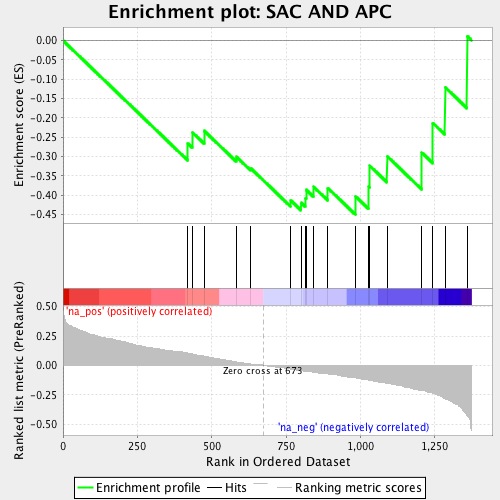 Enrichment plot: SAC AND APC
Enrichment score (ES)
0.00
-0.05
-0.10
-0.15
-0.20
-0.25
-0.30
-0.35
-0.40
-0.45
Ranked list metric (PreRanked)
0.50
0.25
0.00
-0.25
-0.50
'na_pos' (positively correlated)
Zero cross at 673
'na_neg' (negatively correlated)
0 250 500 750 1,000 1,250
Rank in Ordered Dataset
Enrichment profile Hits Ranking metric scores